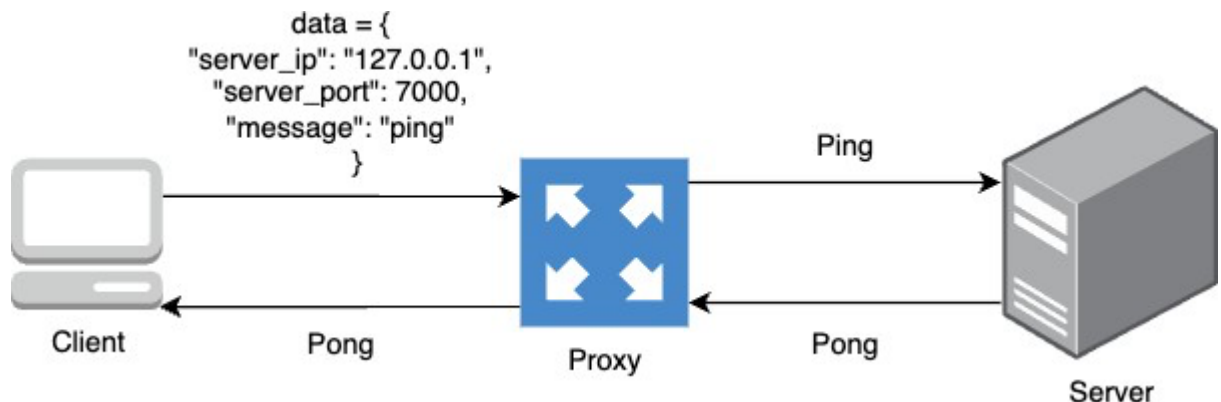 data = {
"server_ip": "127.0.0.1",
"server_port": 7000,
"message": "ping"
}
Ping
Client
Pong
Proxy
Pong
Server